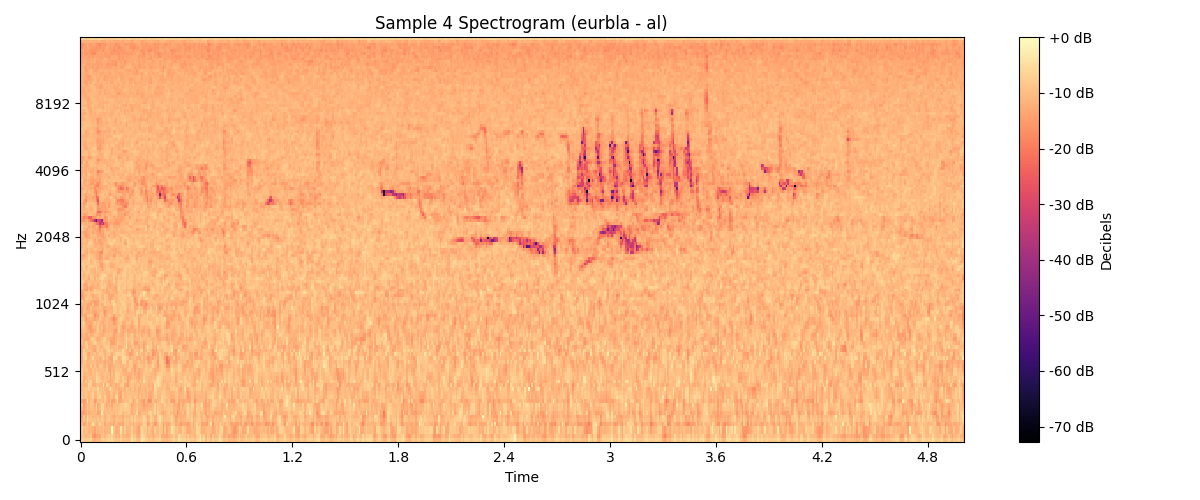 Sample 4 Spectrogram (eurbla - al)
Hz
8192
4096
2048
1024
512
0
0 0.6 1.2 1.8 2.4 3 3.6 4.2 4.8
Time
+0 dB
-10 dB
-20 dB
-30 dB
-40 dB
-50 dB
-60 dB
-70 dB
Decibels